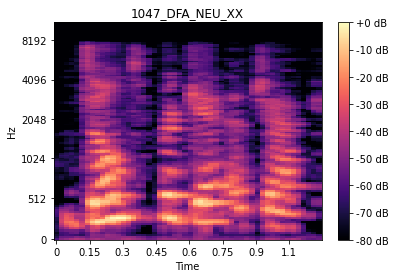 1047_DFA_NEU_XX
+0 dB
8192
-10 dB
4096
-20 dB
-30 dB
2048
Hz
-40 dB
1024
-50 dB
512
-60 dB
-70 dB
0
-80 dB
0 0.15 0.3 0.45 0.6 0.75 0.9 1.1
Time